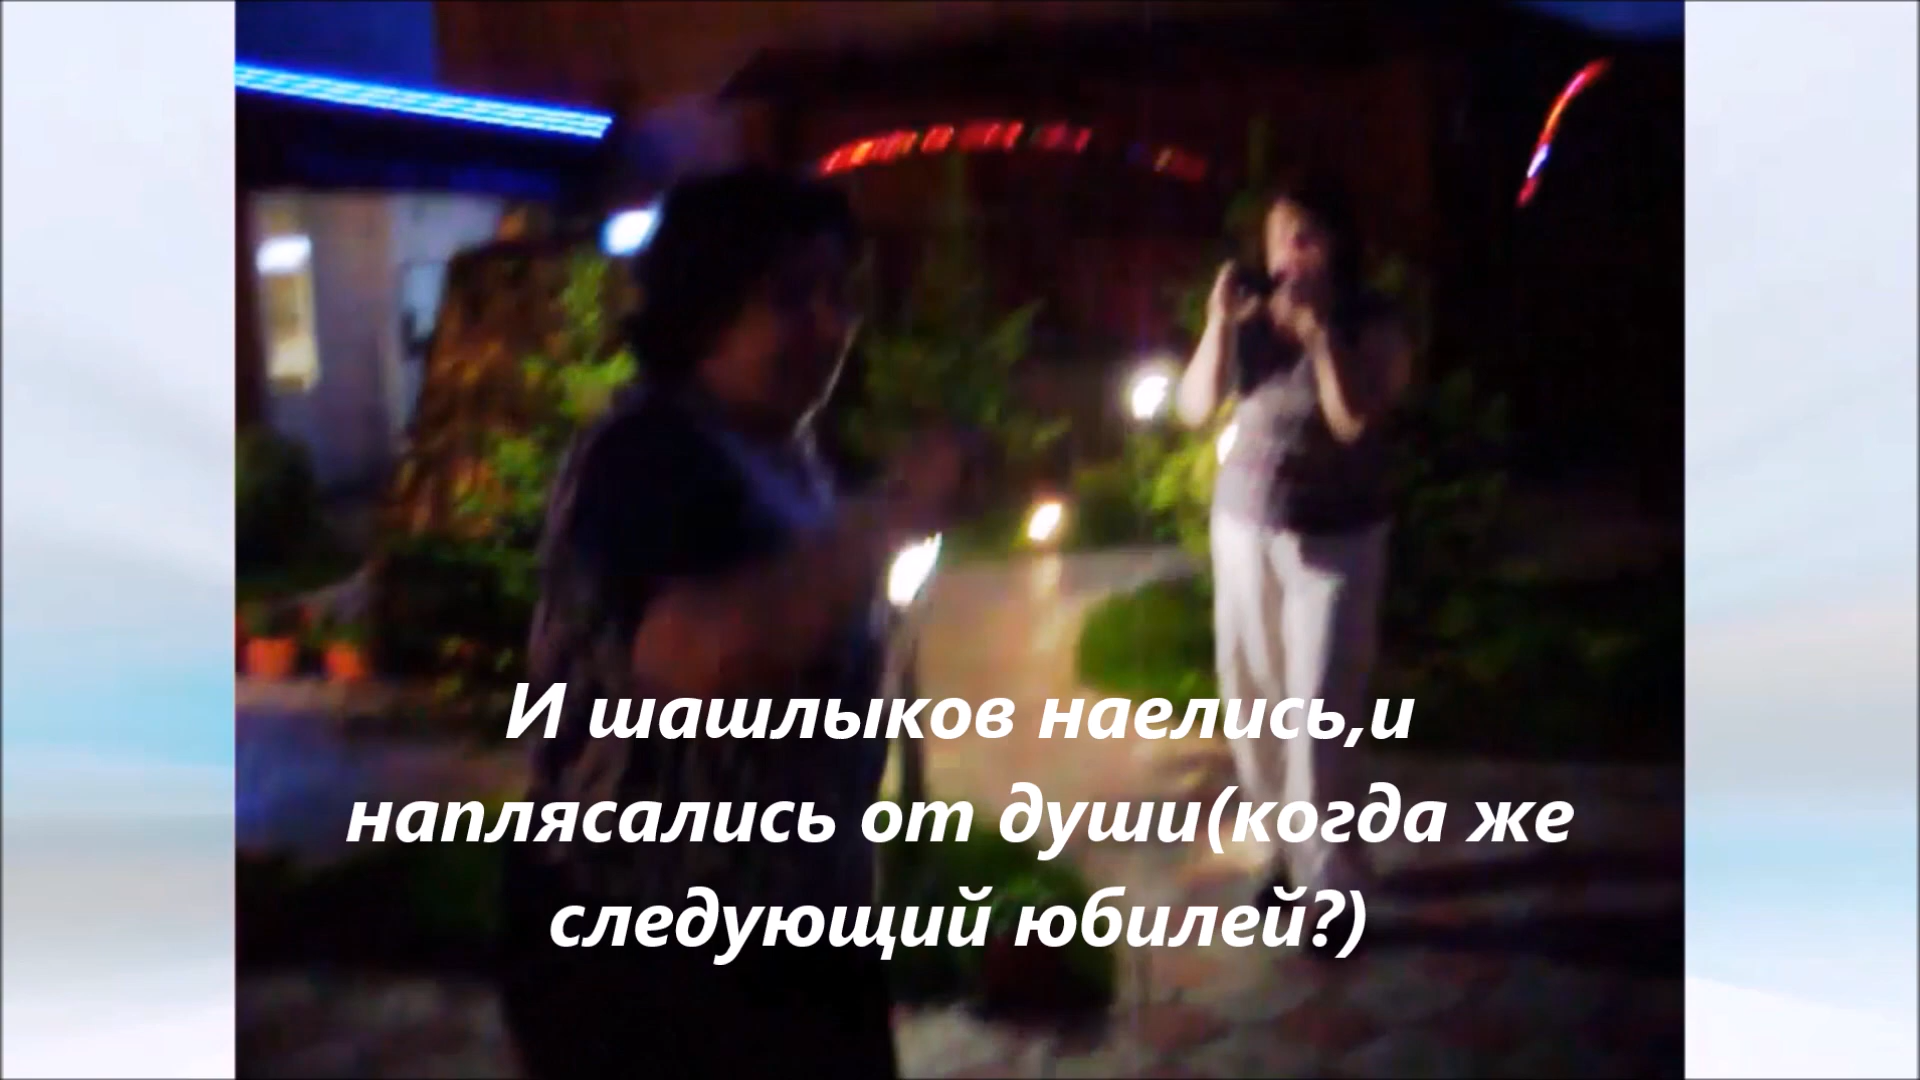 И шашлыков наелись,и
наплясались от души(когда же
следующий юбилей?)